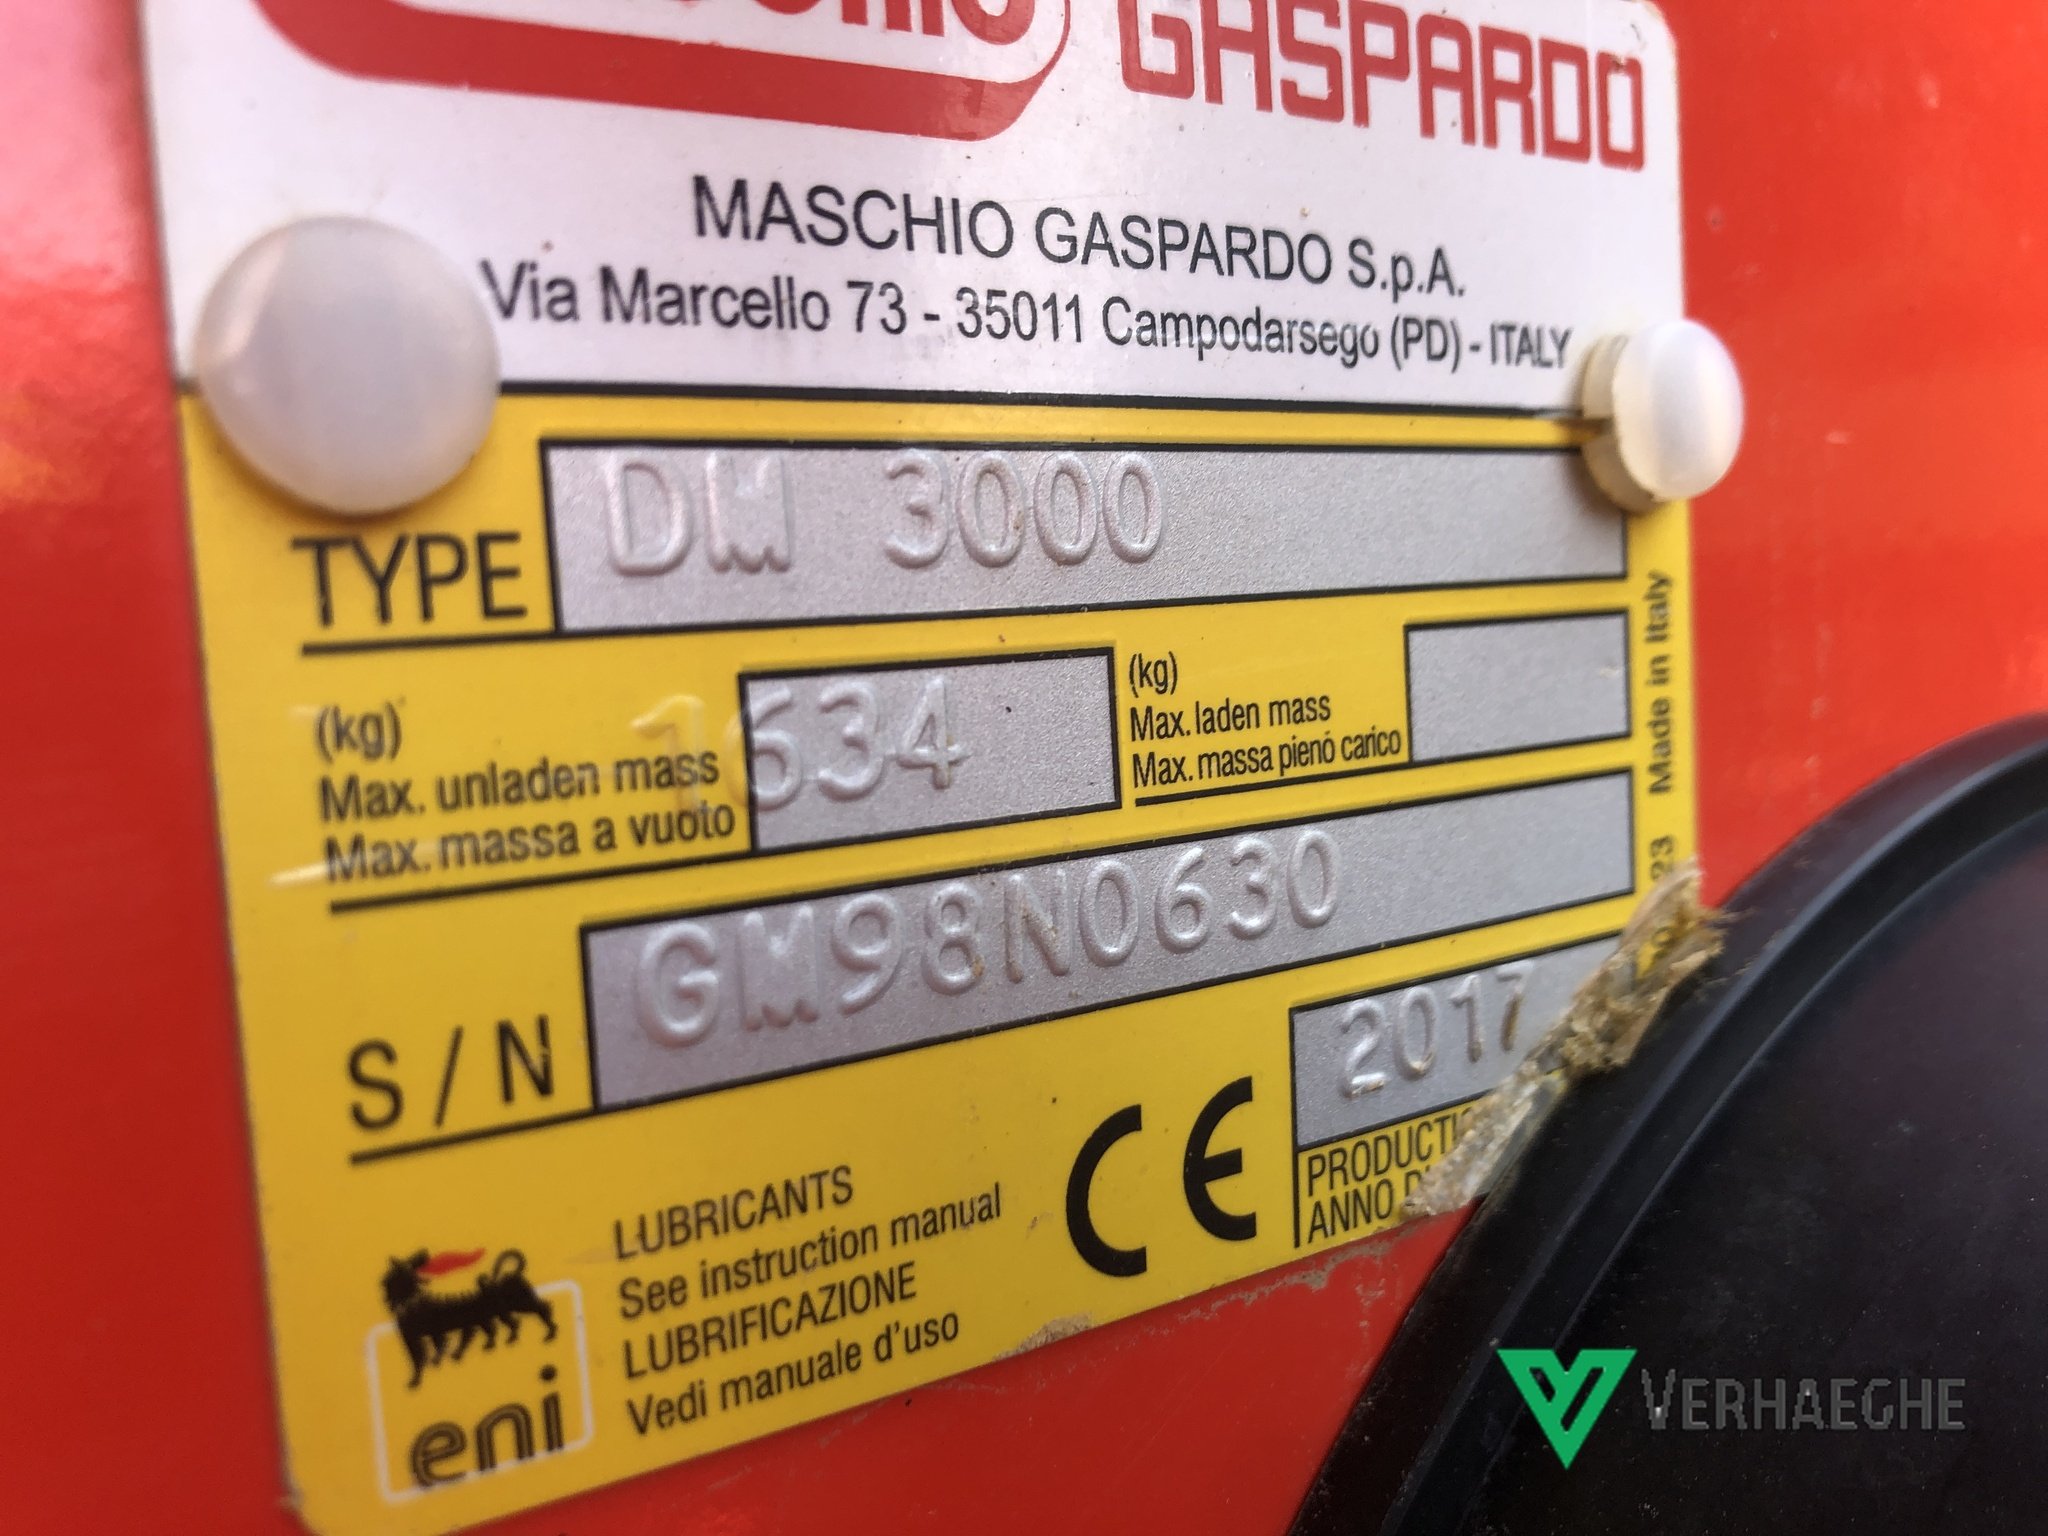 GASPARDO
MASCHIO GASPARDO S.p.A.
Via Marcello 73 - 35011 Campodarsego (PD) - ITALY
TYPE DM 3000
(kg)
Max. unladen mass
Max. massa a vuoto
1634
(kg)
Max. laden mass
Max. massa pieno carico
Made in Italy
S/N GM98N0630
2017
CE
ANNO
LUBRICANTS
See instruction manual
LUBRIFICAZIONE
Vedi manuale d'uso
eni
VERHAEGHE